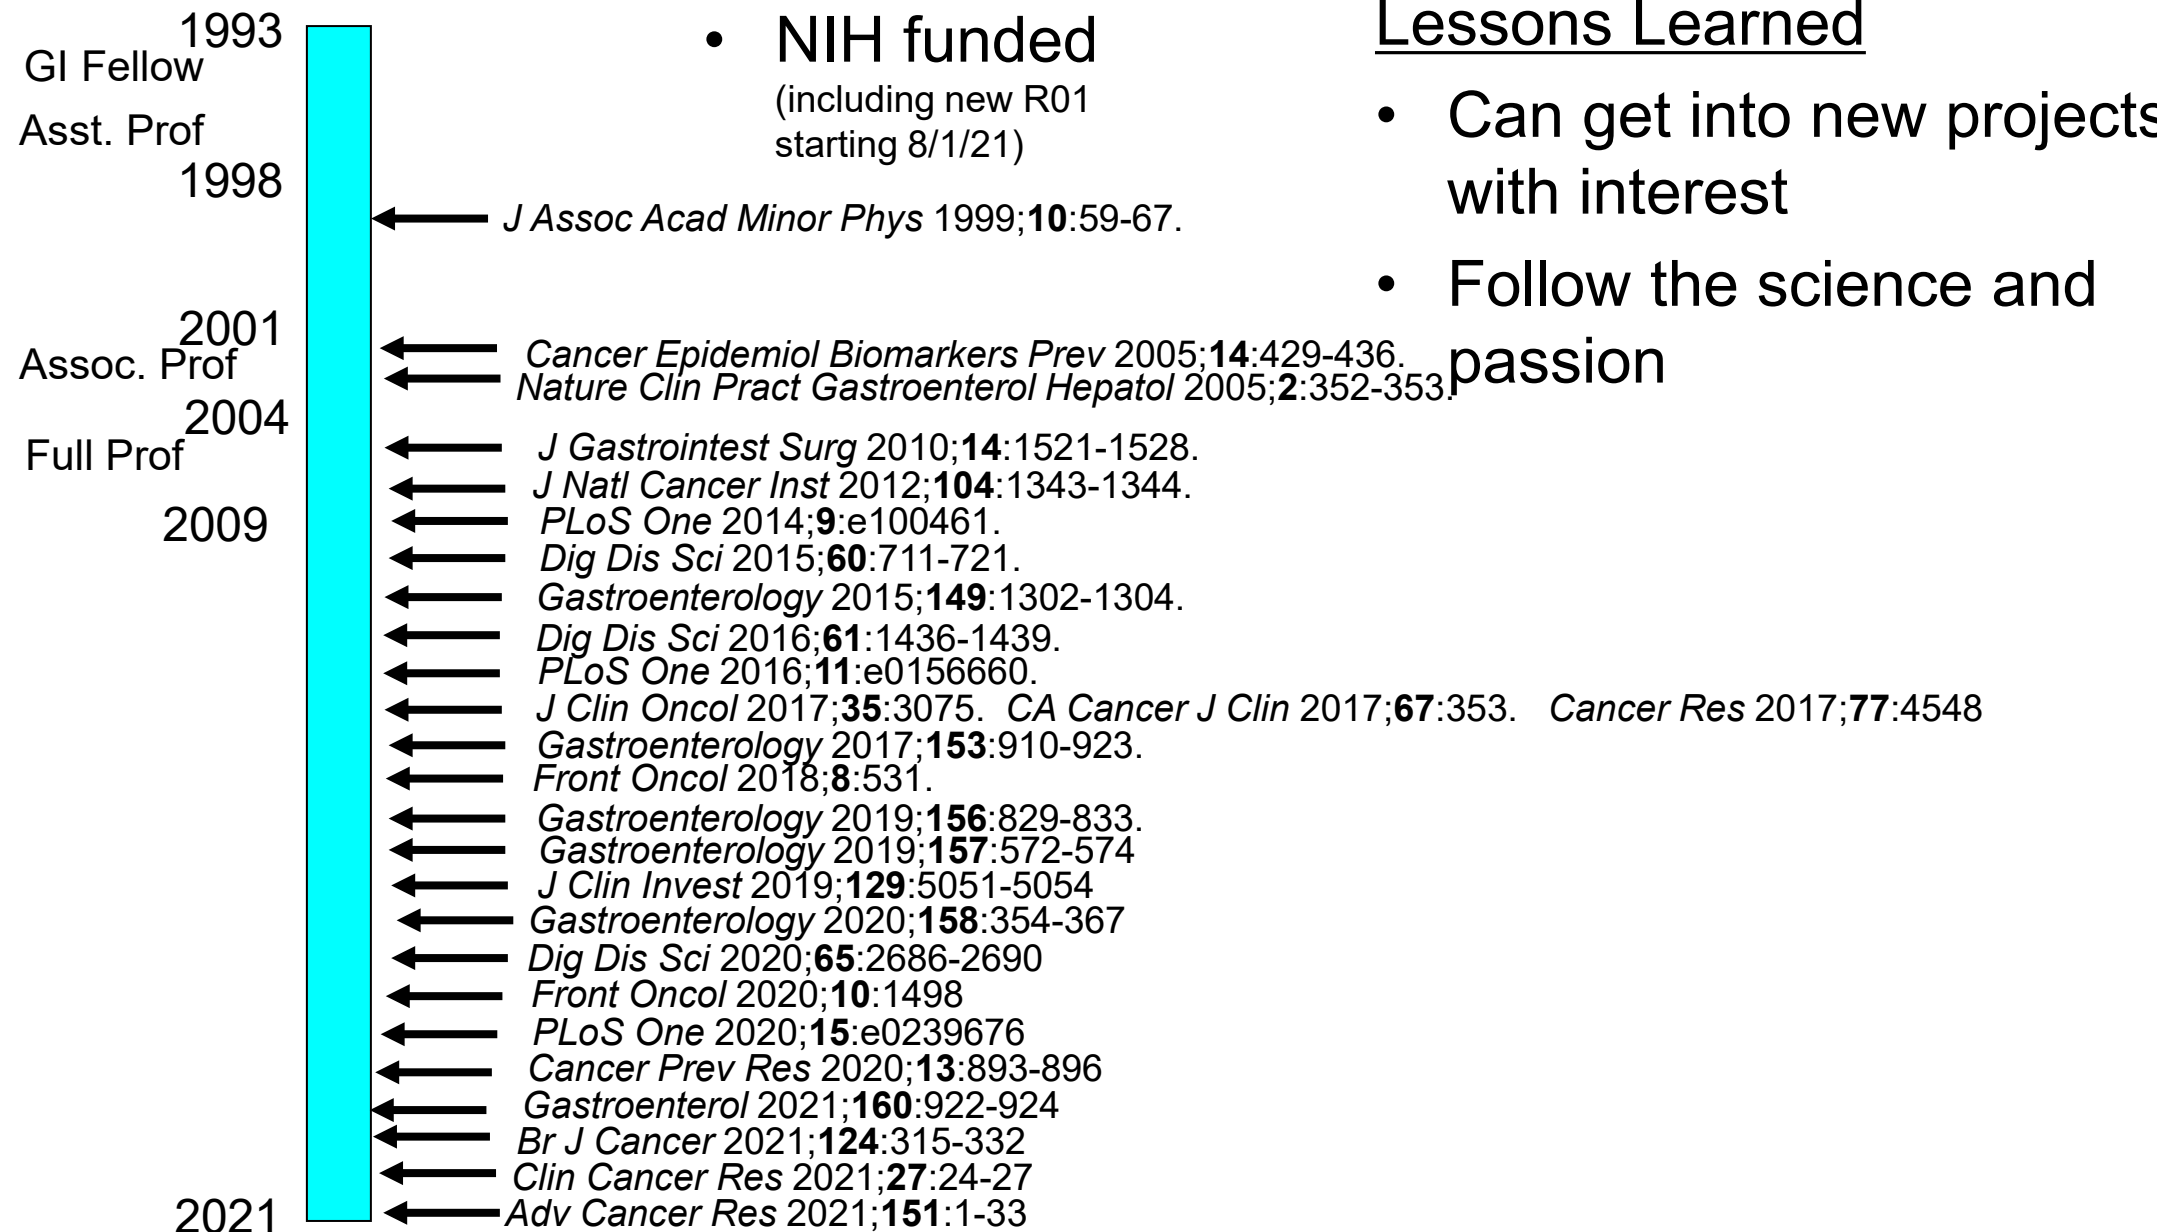 1993
GI Fellow
Asst. Prof
1998
2001
Assoc. Prof
2004
Full Prof
2009
2021
• NIH funded
(including new R01
starting 8/1/21)
Lessons Learned
• Can get into new projects
with interest
• Follow the science and
passion
J Assoc Acad Minor Phys 1999;10:59-67.
Cancer Epidemiol Biomarkers Prev 2005;14:429-436.
Nature Clin Pract Gastroenterol Hepatol 2005;2:352-353.
J Gastrointest Surg 2010;14:1521-1528.
J Natl Cancer Inst 2012;104:1343-1344.
PLoS One 2014;9:e100461.
Dig Dis Sci 2015;60:711-721.
Gastroenterology 2015;149:1302-1304.
Dig Dis Sci 2016;61:1436-1439.
PLoS One 2016;11:e0156660.
J Clin Oncol 2017;35:3075. CA Cancer J Clin 2017;67:353. Cancer Res 2017;77:4548
Gastroenterology 2017;153:910-923.
Front Oncol 2018;8:531.
Gastroenterology 2019;156:829-833.
Gastroenterology 2019;157:572-574
J Clin Invest 2019;129:5051-5054
Gastroenterology 2020;158:354-367
Dig Dis Sci 2020;65:2686-2690
Front Oncol 2020;10:1498
PLoS One 2020;15:e0239676
Cancer Prev Res 2020;13:893-896
Gastroenterol 2021;160:922-924
Br J Cancer 2021;124:315-332
Clin Cancer Res 2021;27:24-27
Adv Cancer Res 2021;151:1-33